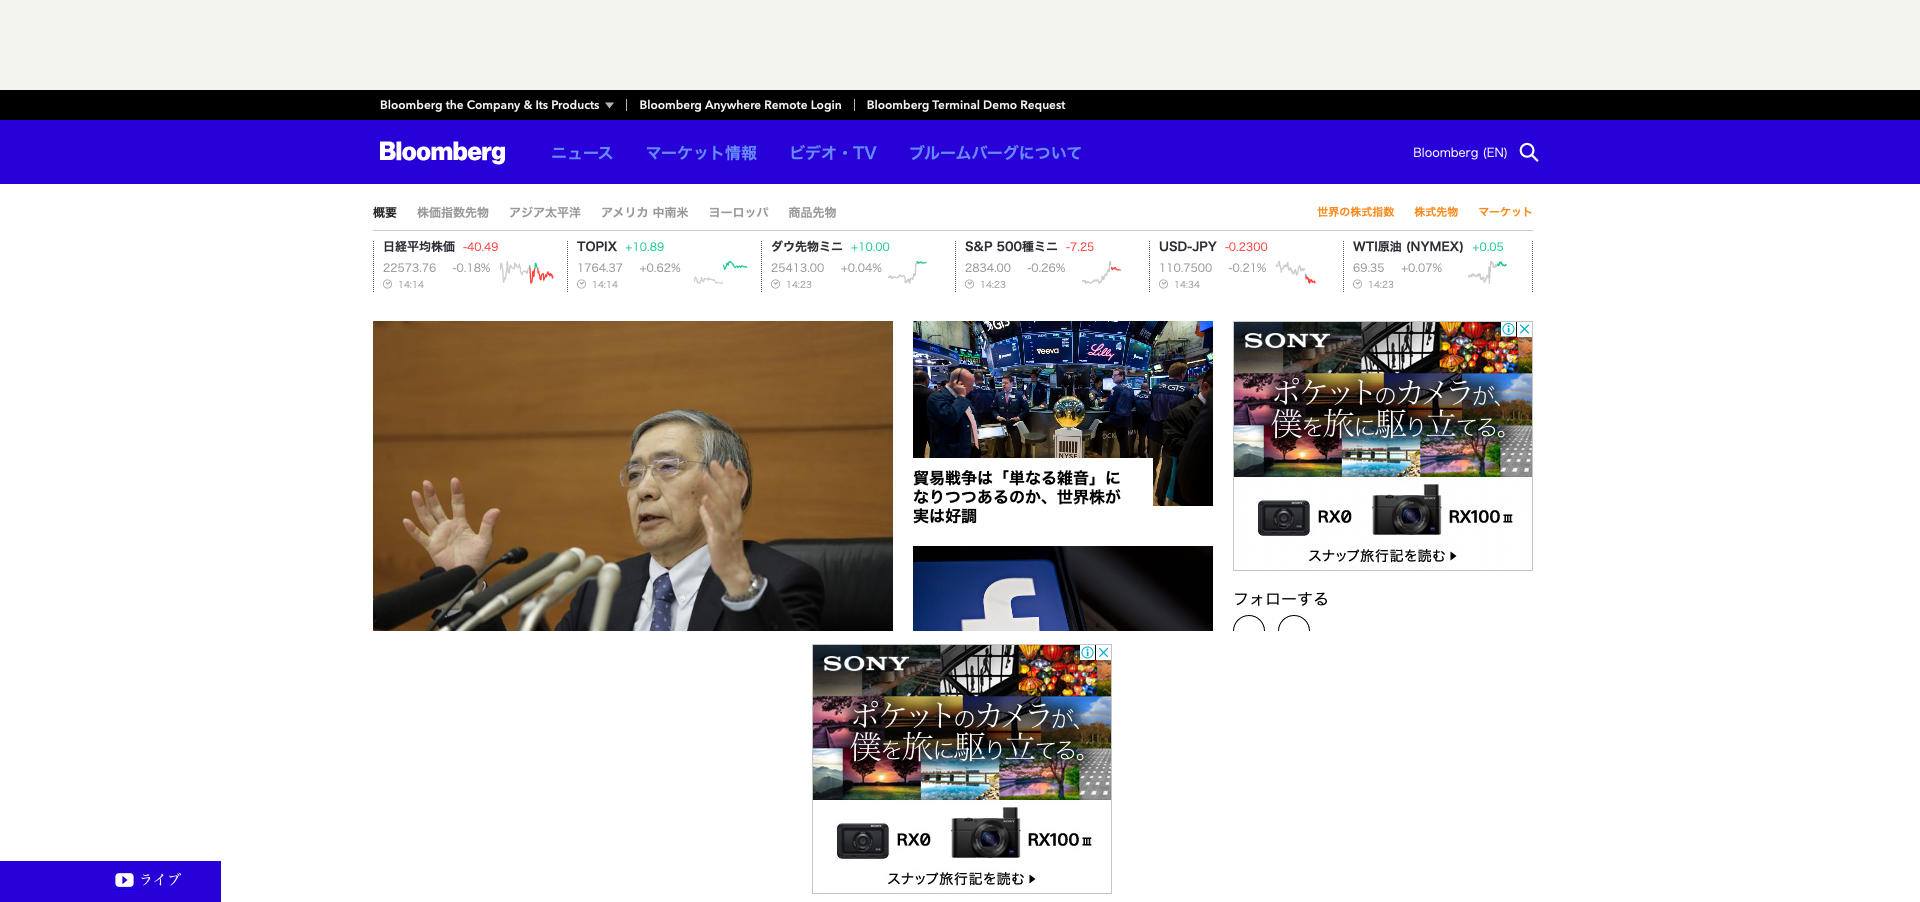 Bloomberg the Company & Its Products
Bloomberg Anywhere Remote Login
Bloomberg Terminal Demo Request
Bloomberg
ニュース
マーケット情報
ビデオ・TV
ブルームバーグについて
Bloomberg (EN)
概要
株価指数先物
アジア太平洋
アメリカ 中南米
ヨーロッパ
商品先物
世界の株式指数
株式先物
マーケット
日経平均株価 -40.49
22573.76 -0.18%
14:14
TOPIX +10.89
1764.37 +0.62%
14:14
ダウ先物ミニ +10.00
25413.00 +0.04%
14:23
S&P 500種ミニ -7.25
2834.00 -0.26%
14:23
USD-JPY -0.2300
110.7500 -0.21%
14:34
WTI原油 (NYMEX) +0.05
69.35 +0.07%
14:23
Veeva
Lilly
GTS
NYSE
貿易戦争は「単なる雑音」に
なりつつあるのか、世界株が
実は好調
SONY
ポケットのカメラが、
僕を旅に駆り立てる。
RX0
RX100 III
スナップ旅行記を読む
フォローする
SONY
ポケットのカメラが、
僕を旅に駆り立てる。
RX0
RX100 III
スナップ旅行記を読む
ライブ